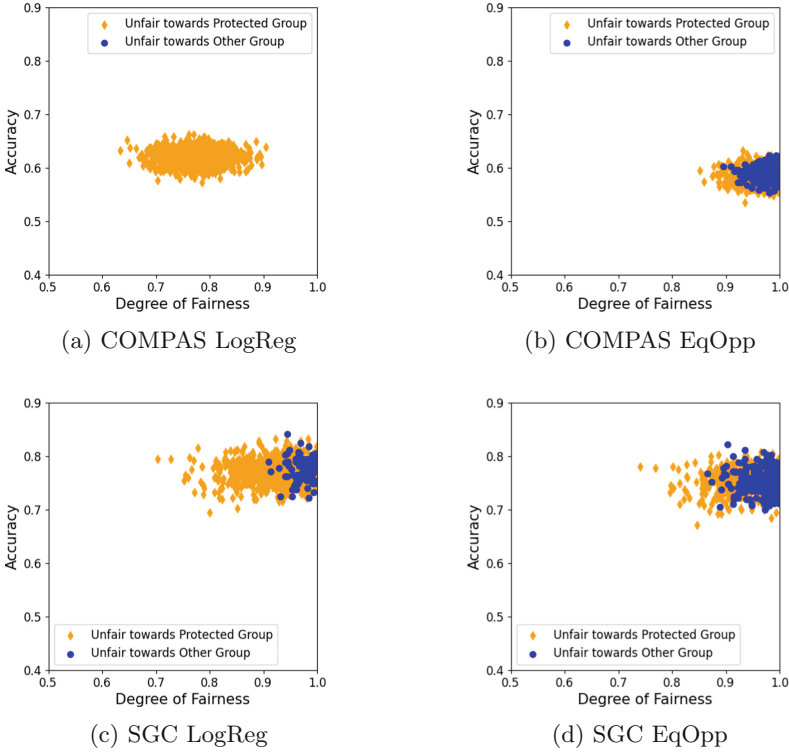 0.9
Unfair towards Protected Group
Unfair towards Other Group
0.8
0.7
Accuracy
0.6
0.5
0.4
0.5 0.6 0.7 0.8 0.9 1.0
Degree of Fairness
(a) COMPAS LogReg
0.9
Unfair towards Protected Group
Unfair towards Other Group
0.8
0.7
Accuracy
0.6
0.5
0.4
0.5 0.6 0.7 0.8 0.9 1.0
Degree of Fairness
(b) COMPAS EqOpp
0.9
0.8
0.7
Accuracy
0.6
0.5
Unfair towards Protected Group
Unfair towards Other Group
0.4
0.5 0.6 0.7 0.8 0.9 1.0
Degree of Fairness
(c) SGC LogReg
0.9
0.8
0.7
Accuracy
0.6
0.5
Unfair towards Protected Group
Unfair towards Other Group
0.4
0.5 0.6 0.7 0.8 0.9 1.0
Degree of Fairness
(d) SGC EqOpp